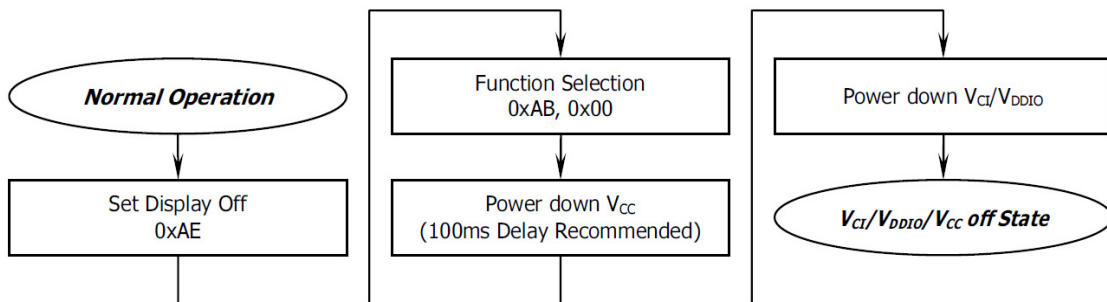 Normal Operation
Set Display Off
0xAE
Function Selection
0xAB, 0x00
Power down VCC
(100ms Delay Recommended)
Power down VCI/VDDIO
VCI/VDDIO/VCC off State